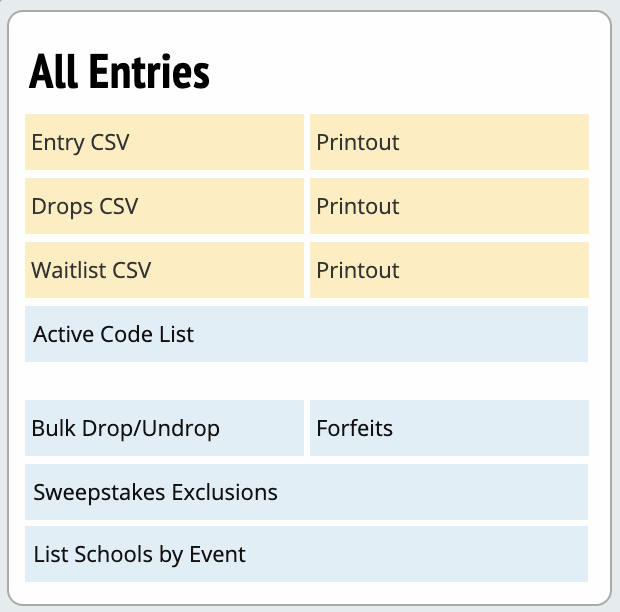 All Entries
Entry CSV
Printout
Drops CSV
Printout
Waitlist CSV
Printout
Active Code List
Bulk Drop/Undrop
Forfeits
Sweepstakes Exclusions
List Schools by Event